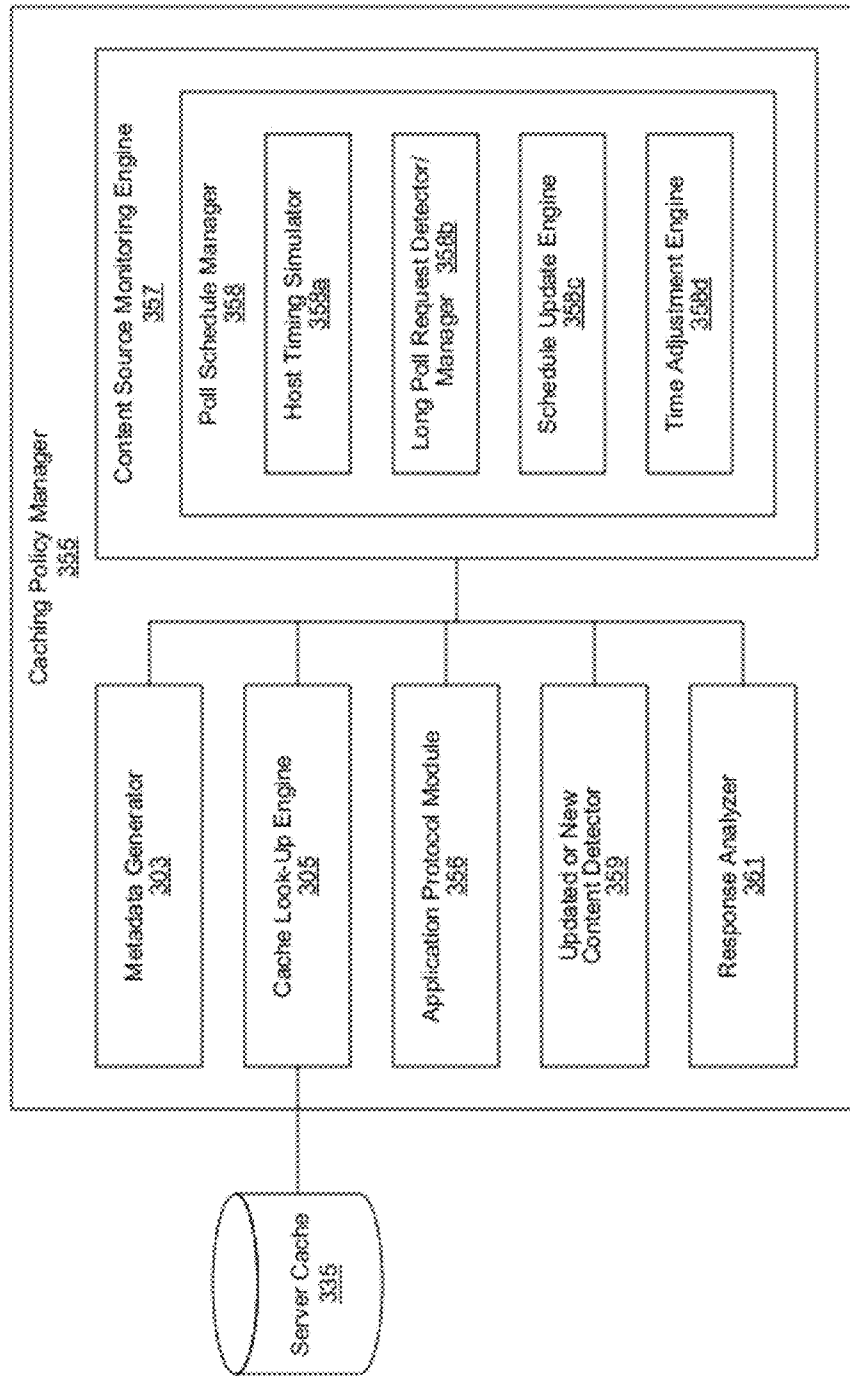 Caching Policy Manager
355
Server Cache
335
Metadata Generator
303
Cache Look-Up Engine
305
Application Protocol Module
356
Updated or New
Content Detector
359
Response Analyzer
361
Content Source Monitoring Engine
357
Poll Schedule Manager
358
Host Timing Simulator
358a
Long Poll Request Detector/
Manager 358b
Schedule Update Engine
358c
Time Adjustment Engine
358d